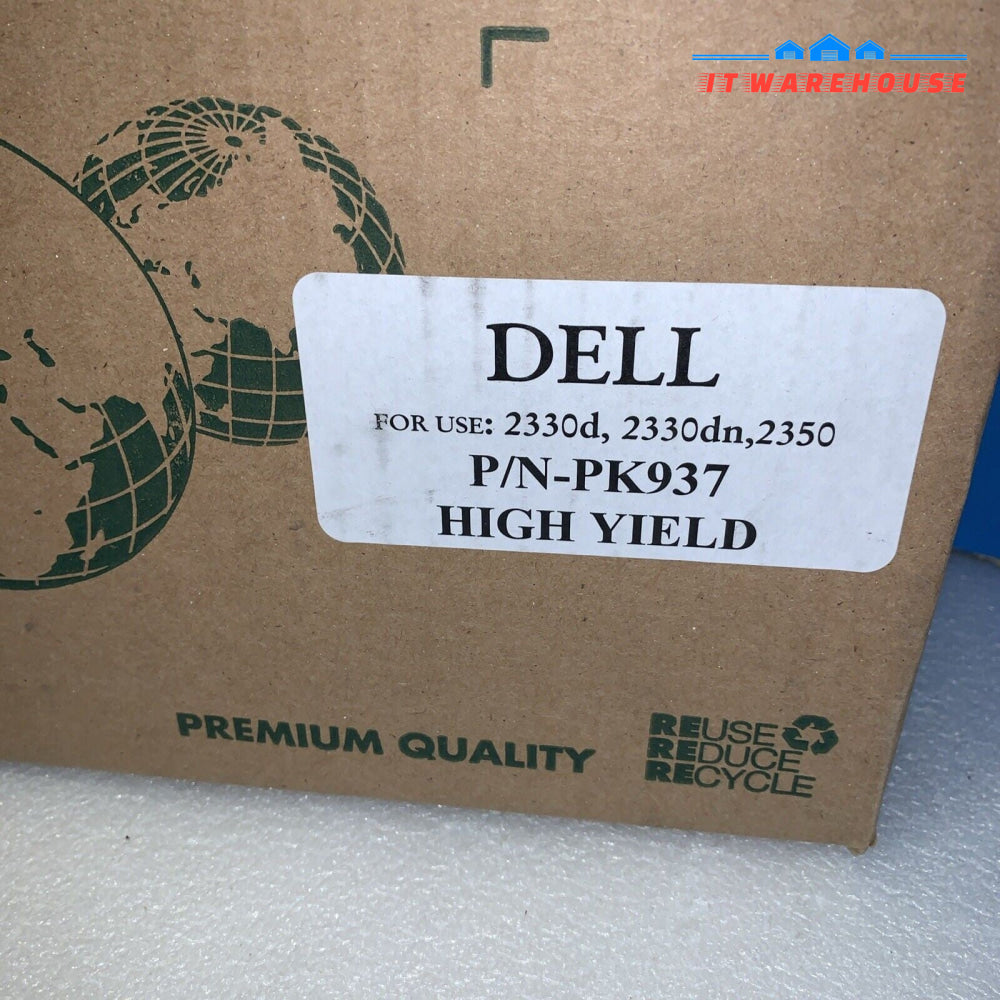 IT WAREHOUSE
DELL
FOR USE: 2330d, 2330dn,2350
P/N-PK937
HIGH YIELD
PREMIUM QUALITY
REUSE
REDUCE
RECYCLE